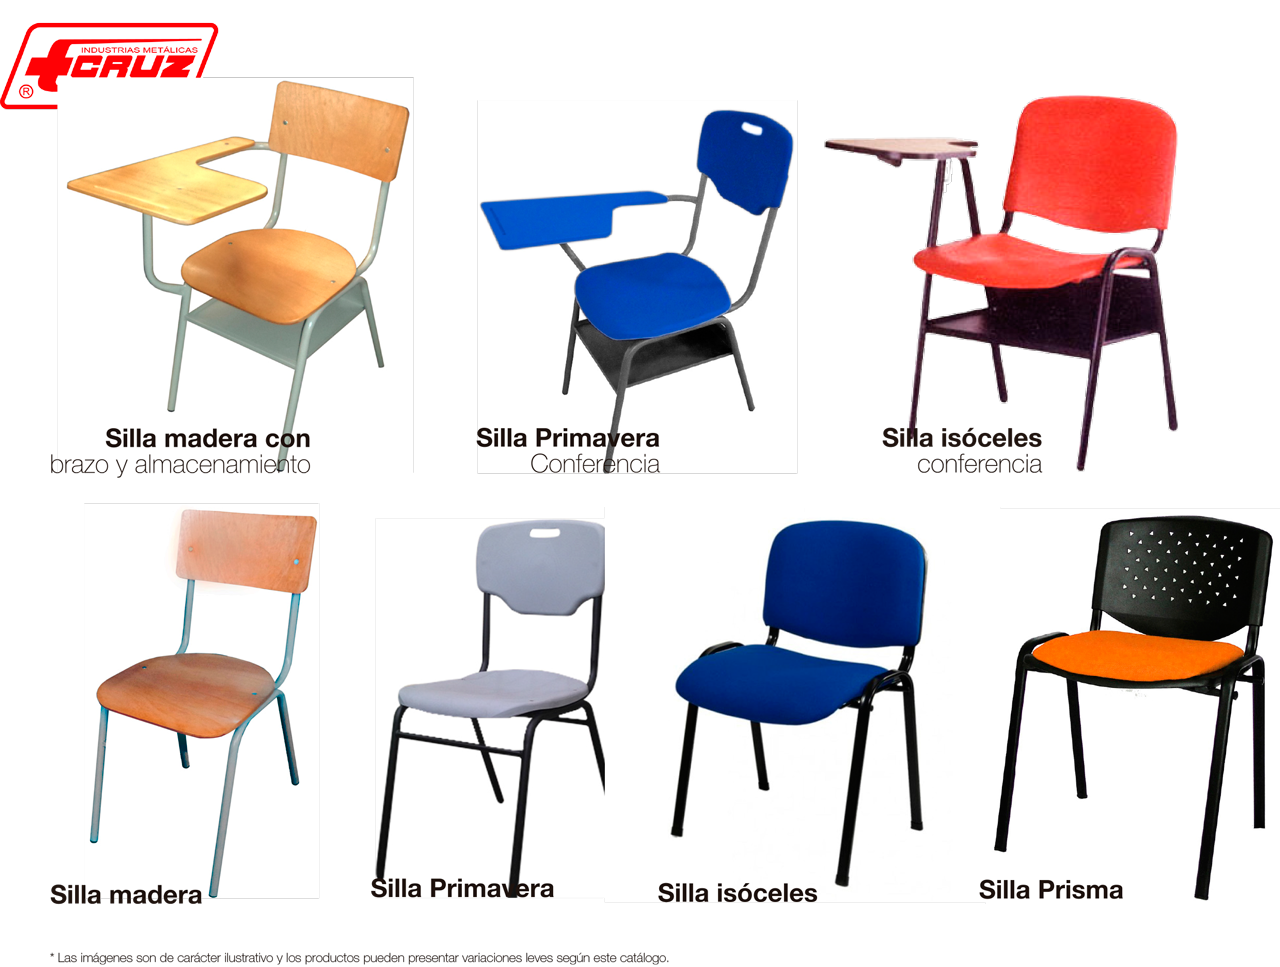 INDUSTRIAS METÁLICAS
CRUZ
®
Silla madera con
brazo y almacenamiento
Silla Primavera
Conferencia
Silla isóceles
conferencia
Silla madera
Silla Primavera
Silla isóceles
Silla Prisma
* Las imágenes son de carácter ilustrativo y los productos pueden presentar variaciones leves según este catálogo.